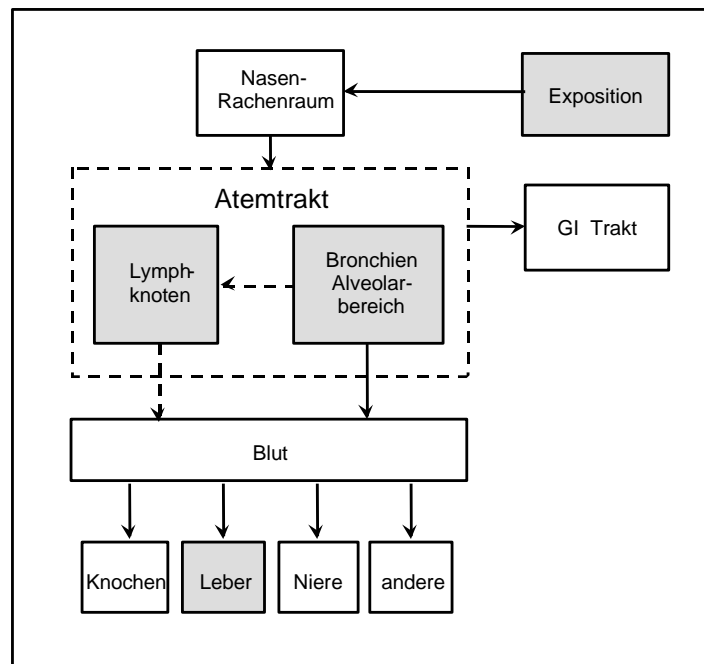 Nasen-
Rachenraum
Exposition
Atemtrakt
GI Trakt
Lymph-
knoten
Bronchien
Alveolar-
bereich
Blut
Knochen
Leber
Niere
andere